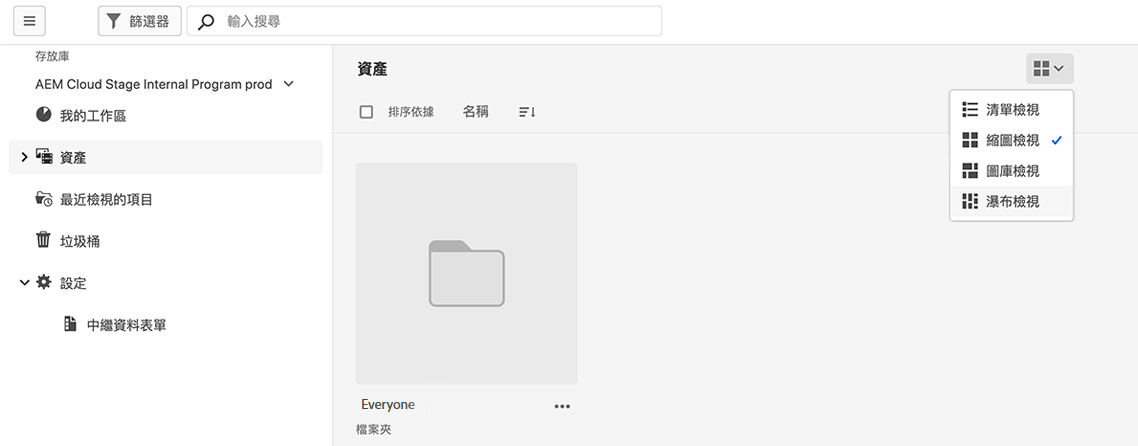 篩選器
輸入搜尋
存放庫
AEM Cloud Stage Internal Program prod
我的工作區
資產
最近檢視的項目
垃圾桶
設定
中繼資料表單
資產
排序依據 名稱
清單檢視
縮圖檢視
圖庫檢視
瀑布檢視
Everyone
檔案夾